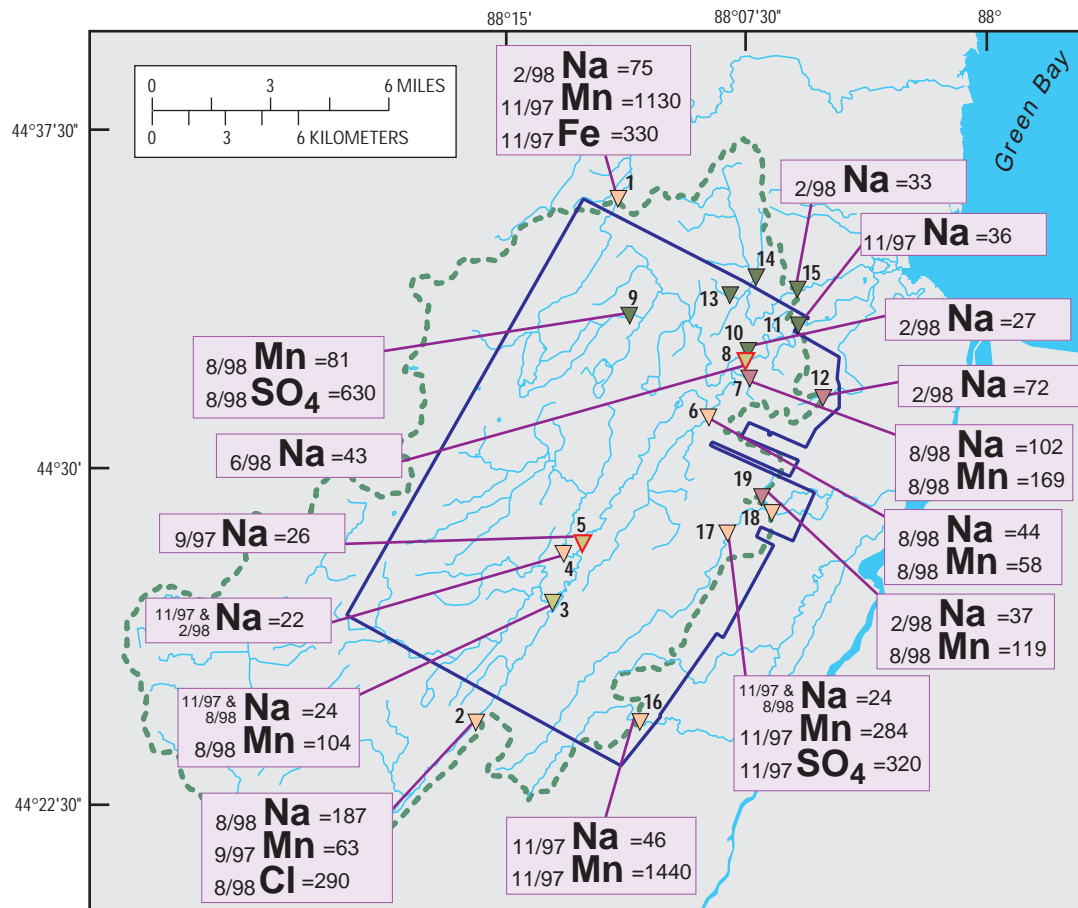 88°15' 88°07'30" 88°
0 3 6 MILES
0 3 6 KILOMETERS
2/98 Na =75
11/97 Mn =1130
11/97 Fe =330
Green Bay
44°37'30"
2/98 Na =33
1
11/97 Na =36
14
15
13
9
11
10
2/98 Na =27
8
8/98 Mn =81
8/98 SO4 =630
7
12
2/98 Na =72
6
6/98 Na =43
8/98 Na =102
8/98 Mn =169
44°30'
19
18
17
5
9/97 Na =26
8/98 Na =44
8/98 Mn =58
4
3
11/97 & 2/98 Na =22
2/98 Na =37
8/98 Mn =119
11/97 & 8/98 Na =24
8/98 Mn =104
2
16
11/97 & 8/98 Na =24
11/97 Mn =284
11/97 SO4 =320
44°22'30"
8/98 Na =187
9/97 Mn =63
8/98 Cl =290
11/97 Na =46
11/97 Mn =1440